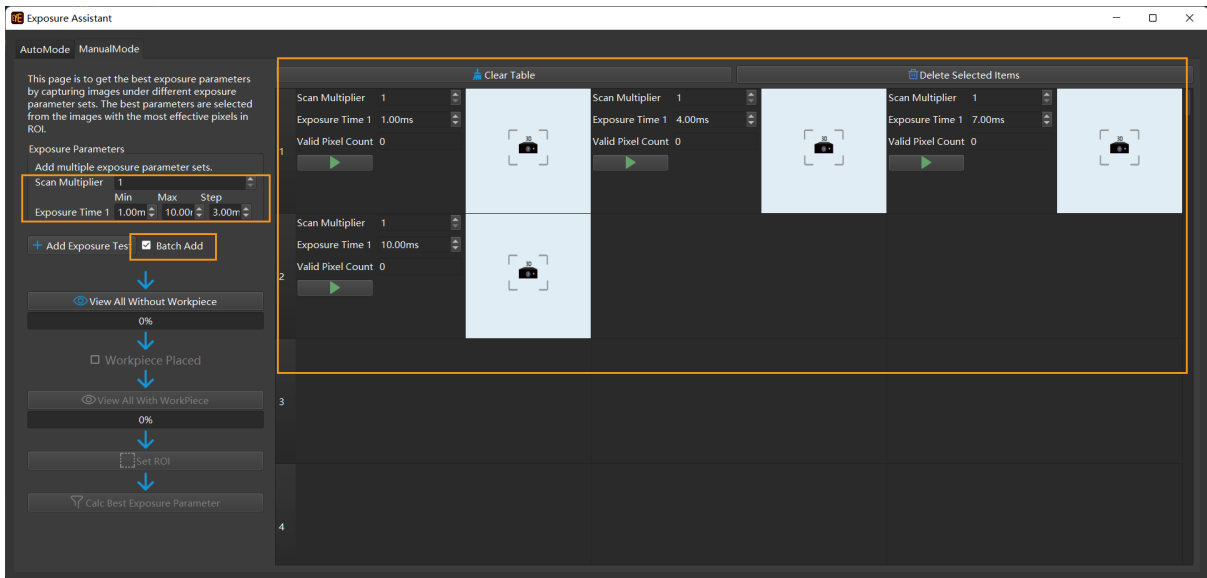 Exposure Assistant
AutoMode ManualMode
This page is to get the best exposure parameters
by capturing images under different exposure
parameter sets. The best parameters are selected
from the images with the most effective pixels in
ROI.
Exposure Parameters
Add multiple exposure parameter sets.
Scan Multiplier 1
Min Max Step
Exposure Time 1 1.00m 10.00r 3.00m
Add Exposure Test Batch Add
View All Without Workpiece
0%
Workpiece Placed
View All With WorkPiece
0%
Set ROI
Calc Best Exposure Parameter
Clear Table Delete Selected Items
1
Scan Multiplier 1
Exposure Time 1 1.00ms
Valid Pixel Count 0
3D
Scan Multiplier 1
Exposure Time 1 4.00ms
Valid Pixel Count 0
3D
Scan Multiplier 1
Exposure Time 1 7.00ms
Valid Pixel Count 0
3D
2
Scan Multiplier 1
Exposure Time 1 10.00ms
Valid Pixel Count 0
3D
3
4